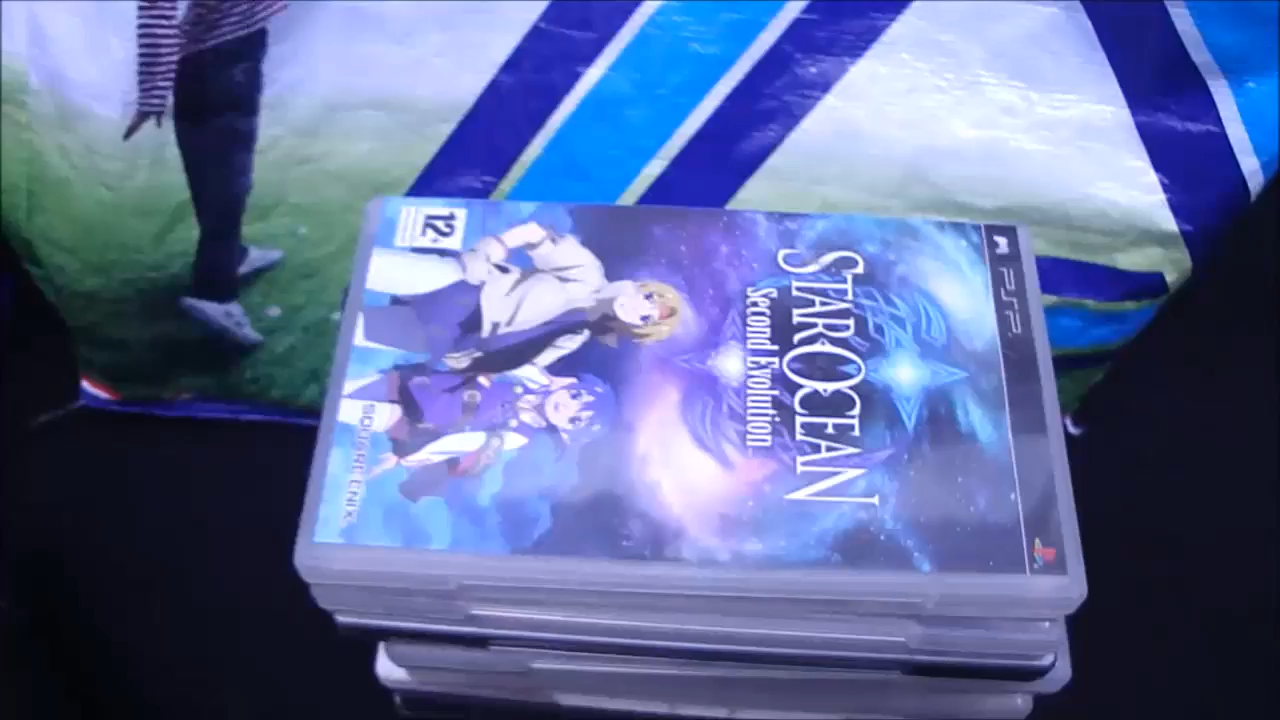 PSP
STAR OCEAN
Second Evolution
12+
SQUARE ENIX